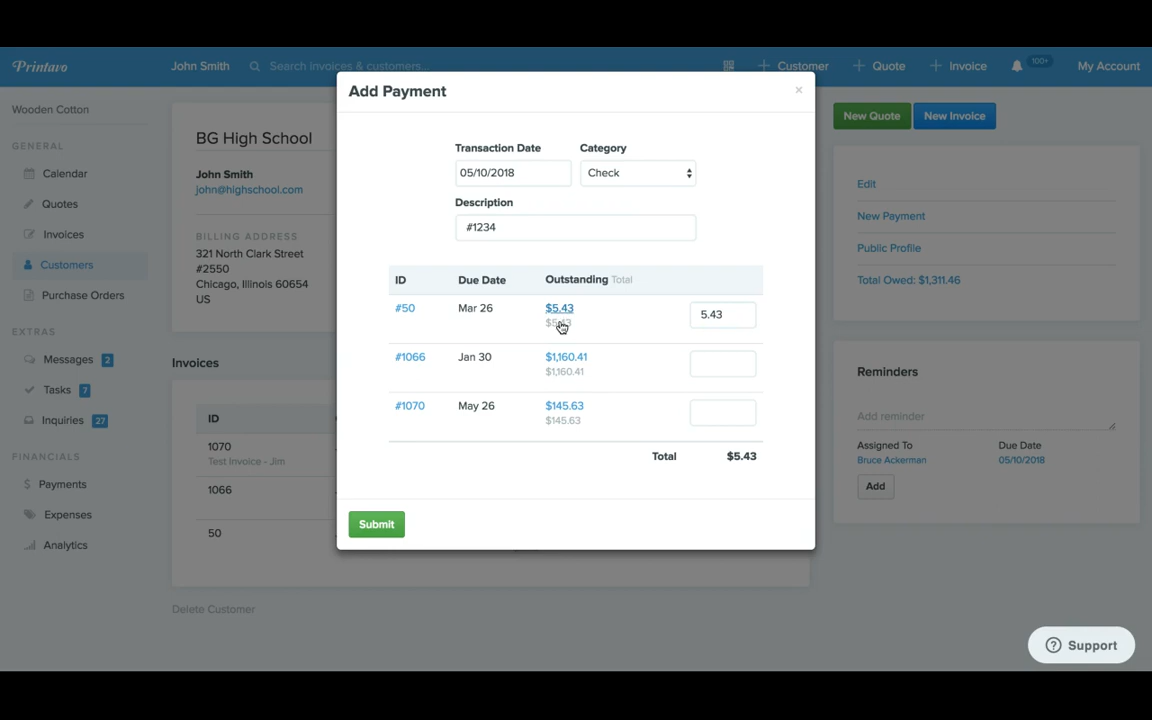 Printavo
John Smith
Search invoices & customers...
Customer
Quote
Invoice
100+
My Account
Wooden Cotton
GENERAL
Calendar
Quotes
Invoices
Customers
Purchase Orders
EXTRAS
Messages 2
Tasks 7
Inquiries 27
FINANCIALS
Payments
Expenses
Analytics
BG High School
John Smith
john@highschool.com
BILLING ADDRESS
321 North Clark Street
#2550
Chicago, Illinois 60654
US
Invoices
ID
1070
Test Invoice - Jim
1066
50
Delete Customer
Add Payment
×
Transaction Date Category
05/10/2018 Check
Description
#1234
ID Due Date Outstanding Total
#50 Mar 26 $5.43 5.43
$5.43
#1066 Jan 30 $1,160.41
$1,160.41
#1070 May 26 $145.63
$145.63
Total $5.43
Submit
New Quote New Invoice
Edit
New Payment
Public Profile
Total Owed: $1,311.46
Reminders
Add reminder
Assigned To Due Date
Bruce Ackerman 05/10/2018
Add
Support